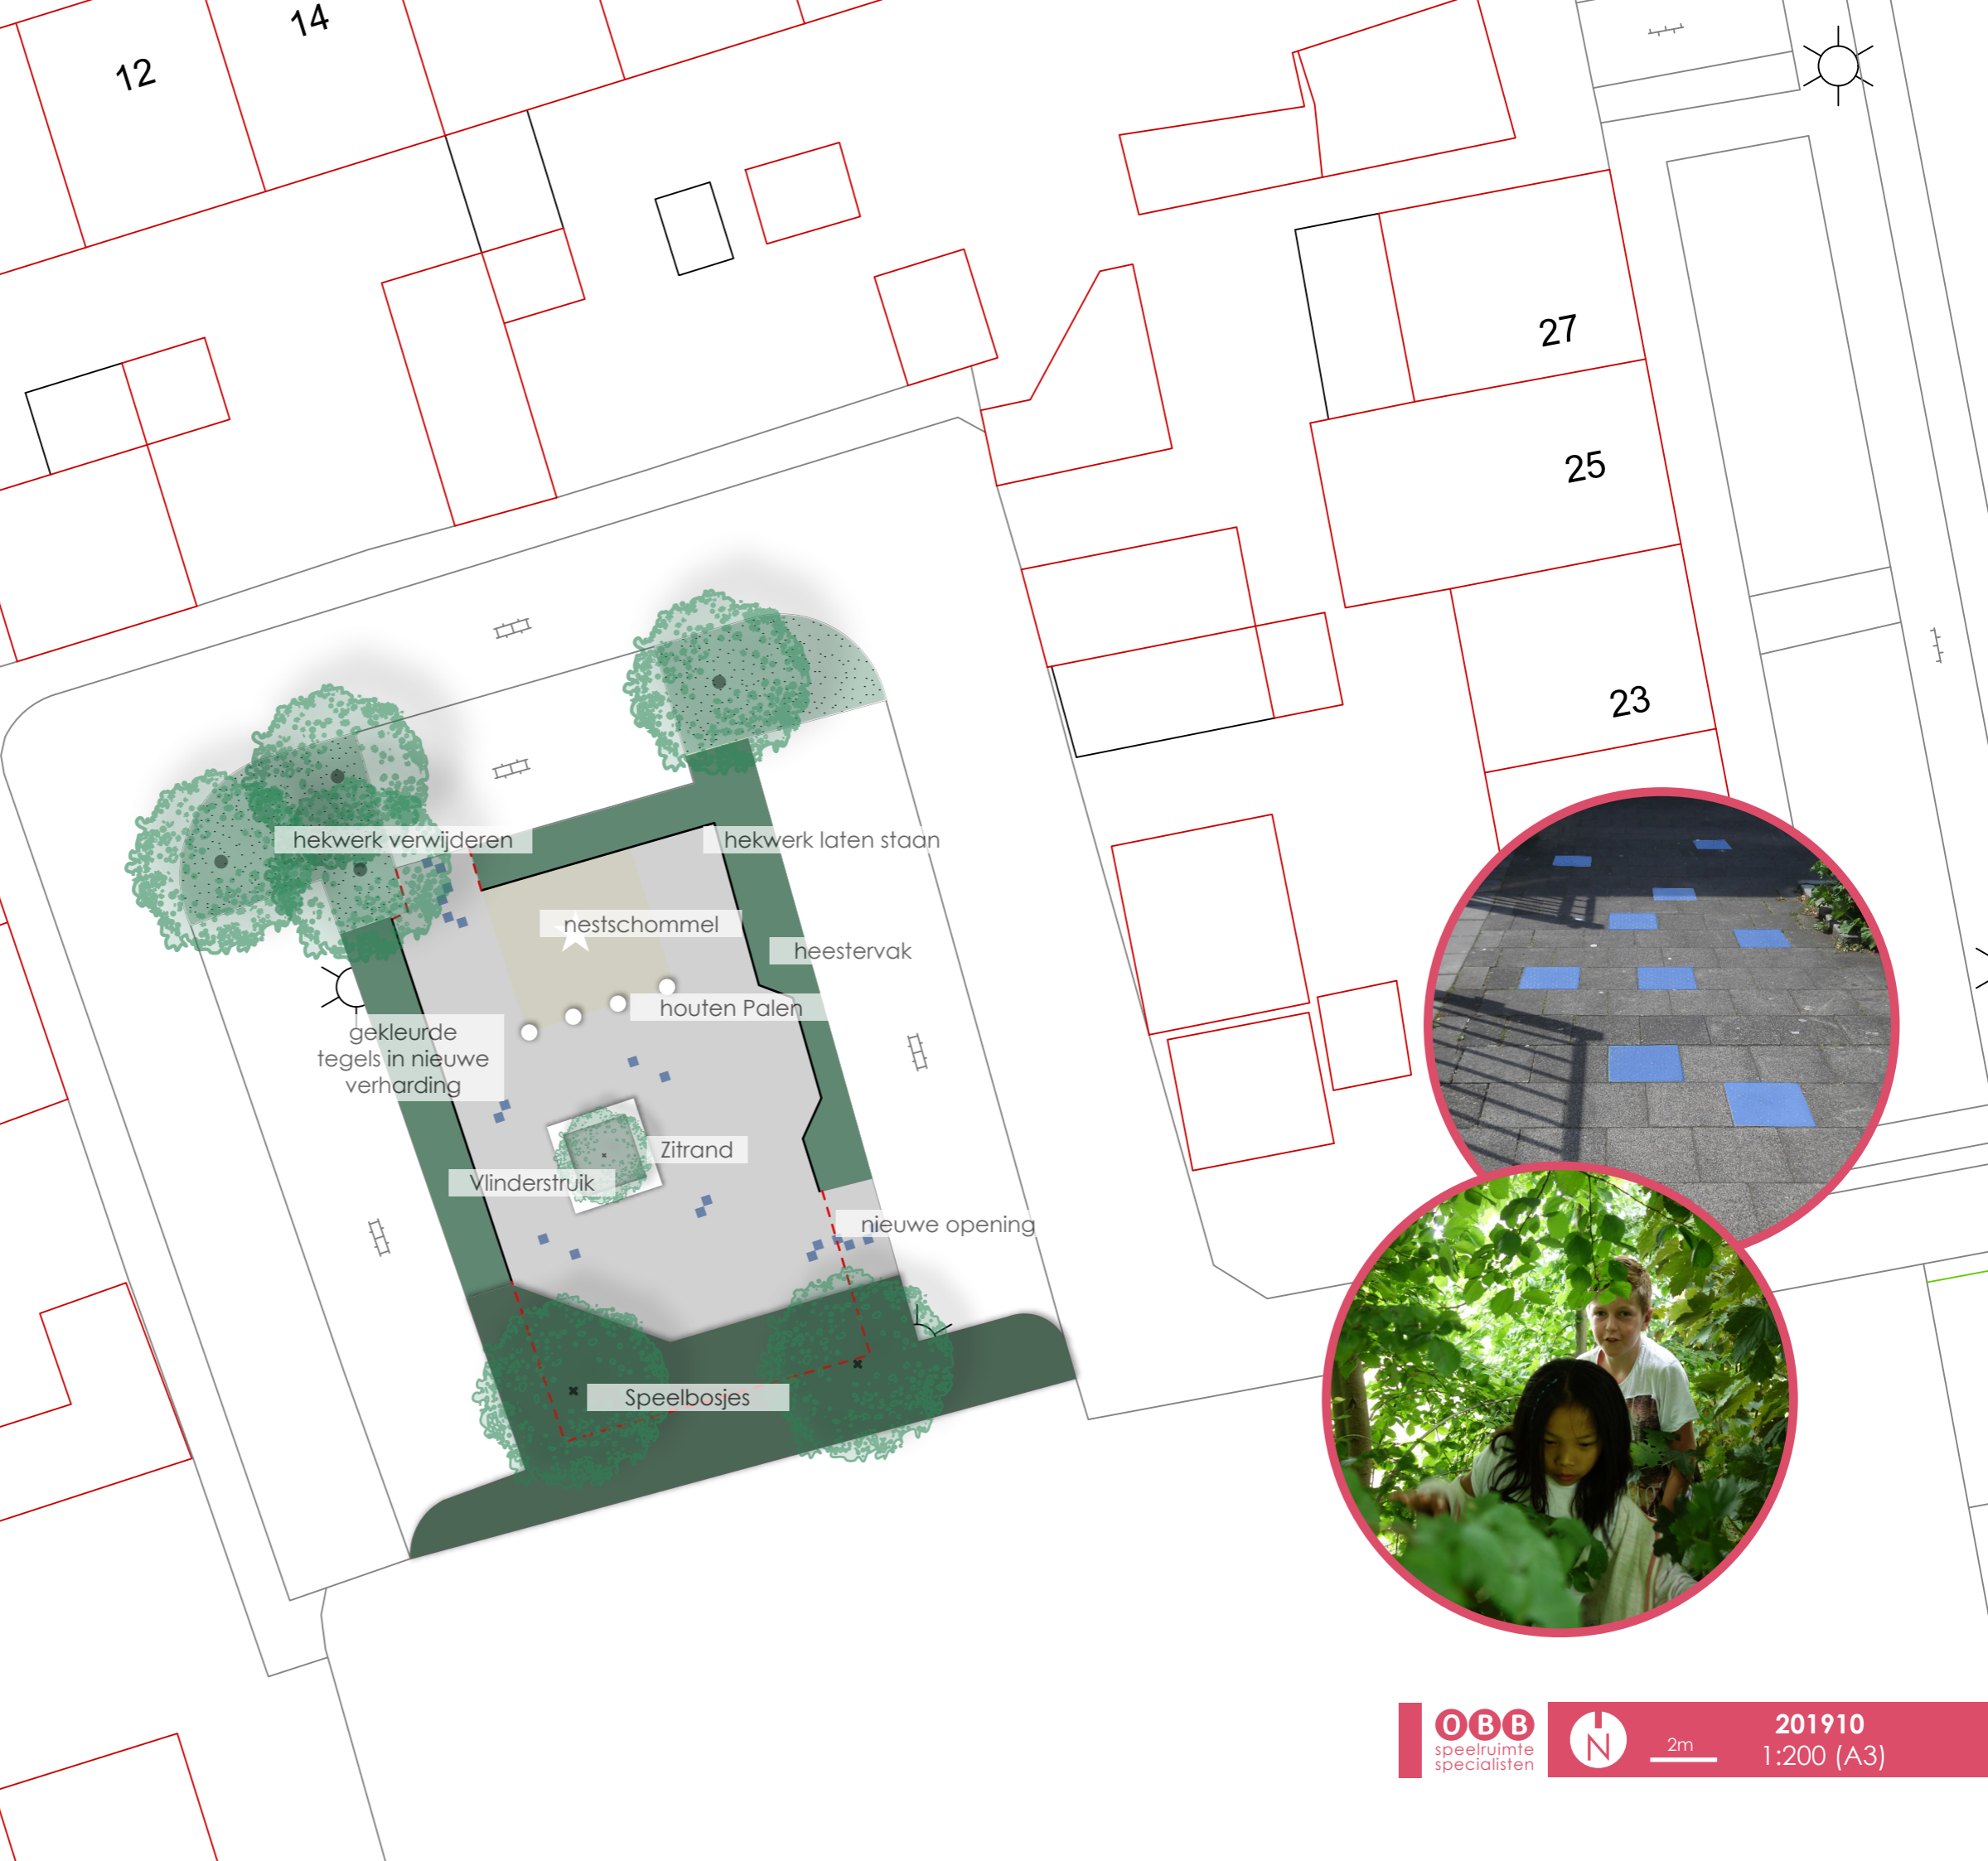 12
14
27
25
23
hekwerk verwijderen
hekwerk laten staan
nestschommel
heestervak
houten Palen
gekleurde
tegels in nieuwe
verharding
Zitrand
Vlinderstruik
nieuwe opening
Speelbosjes
OBB
speelruimte
specialisten
N
2m
201910
1:200 (A3)